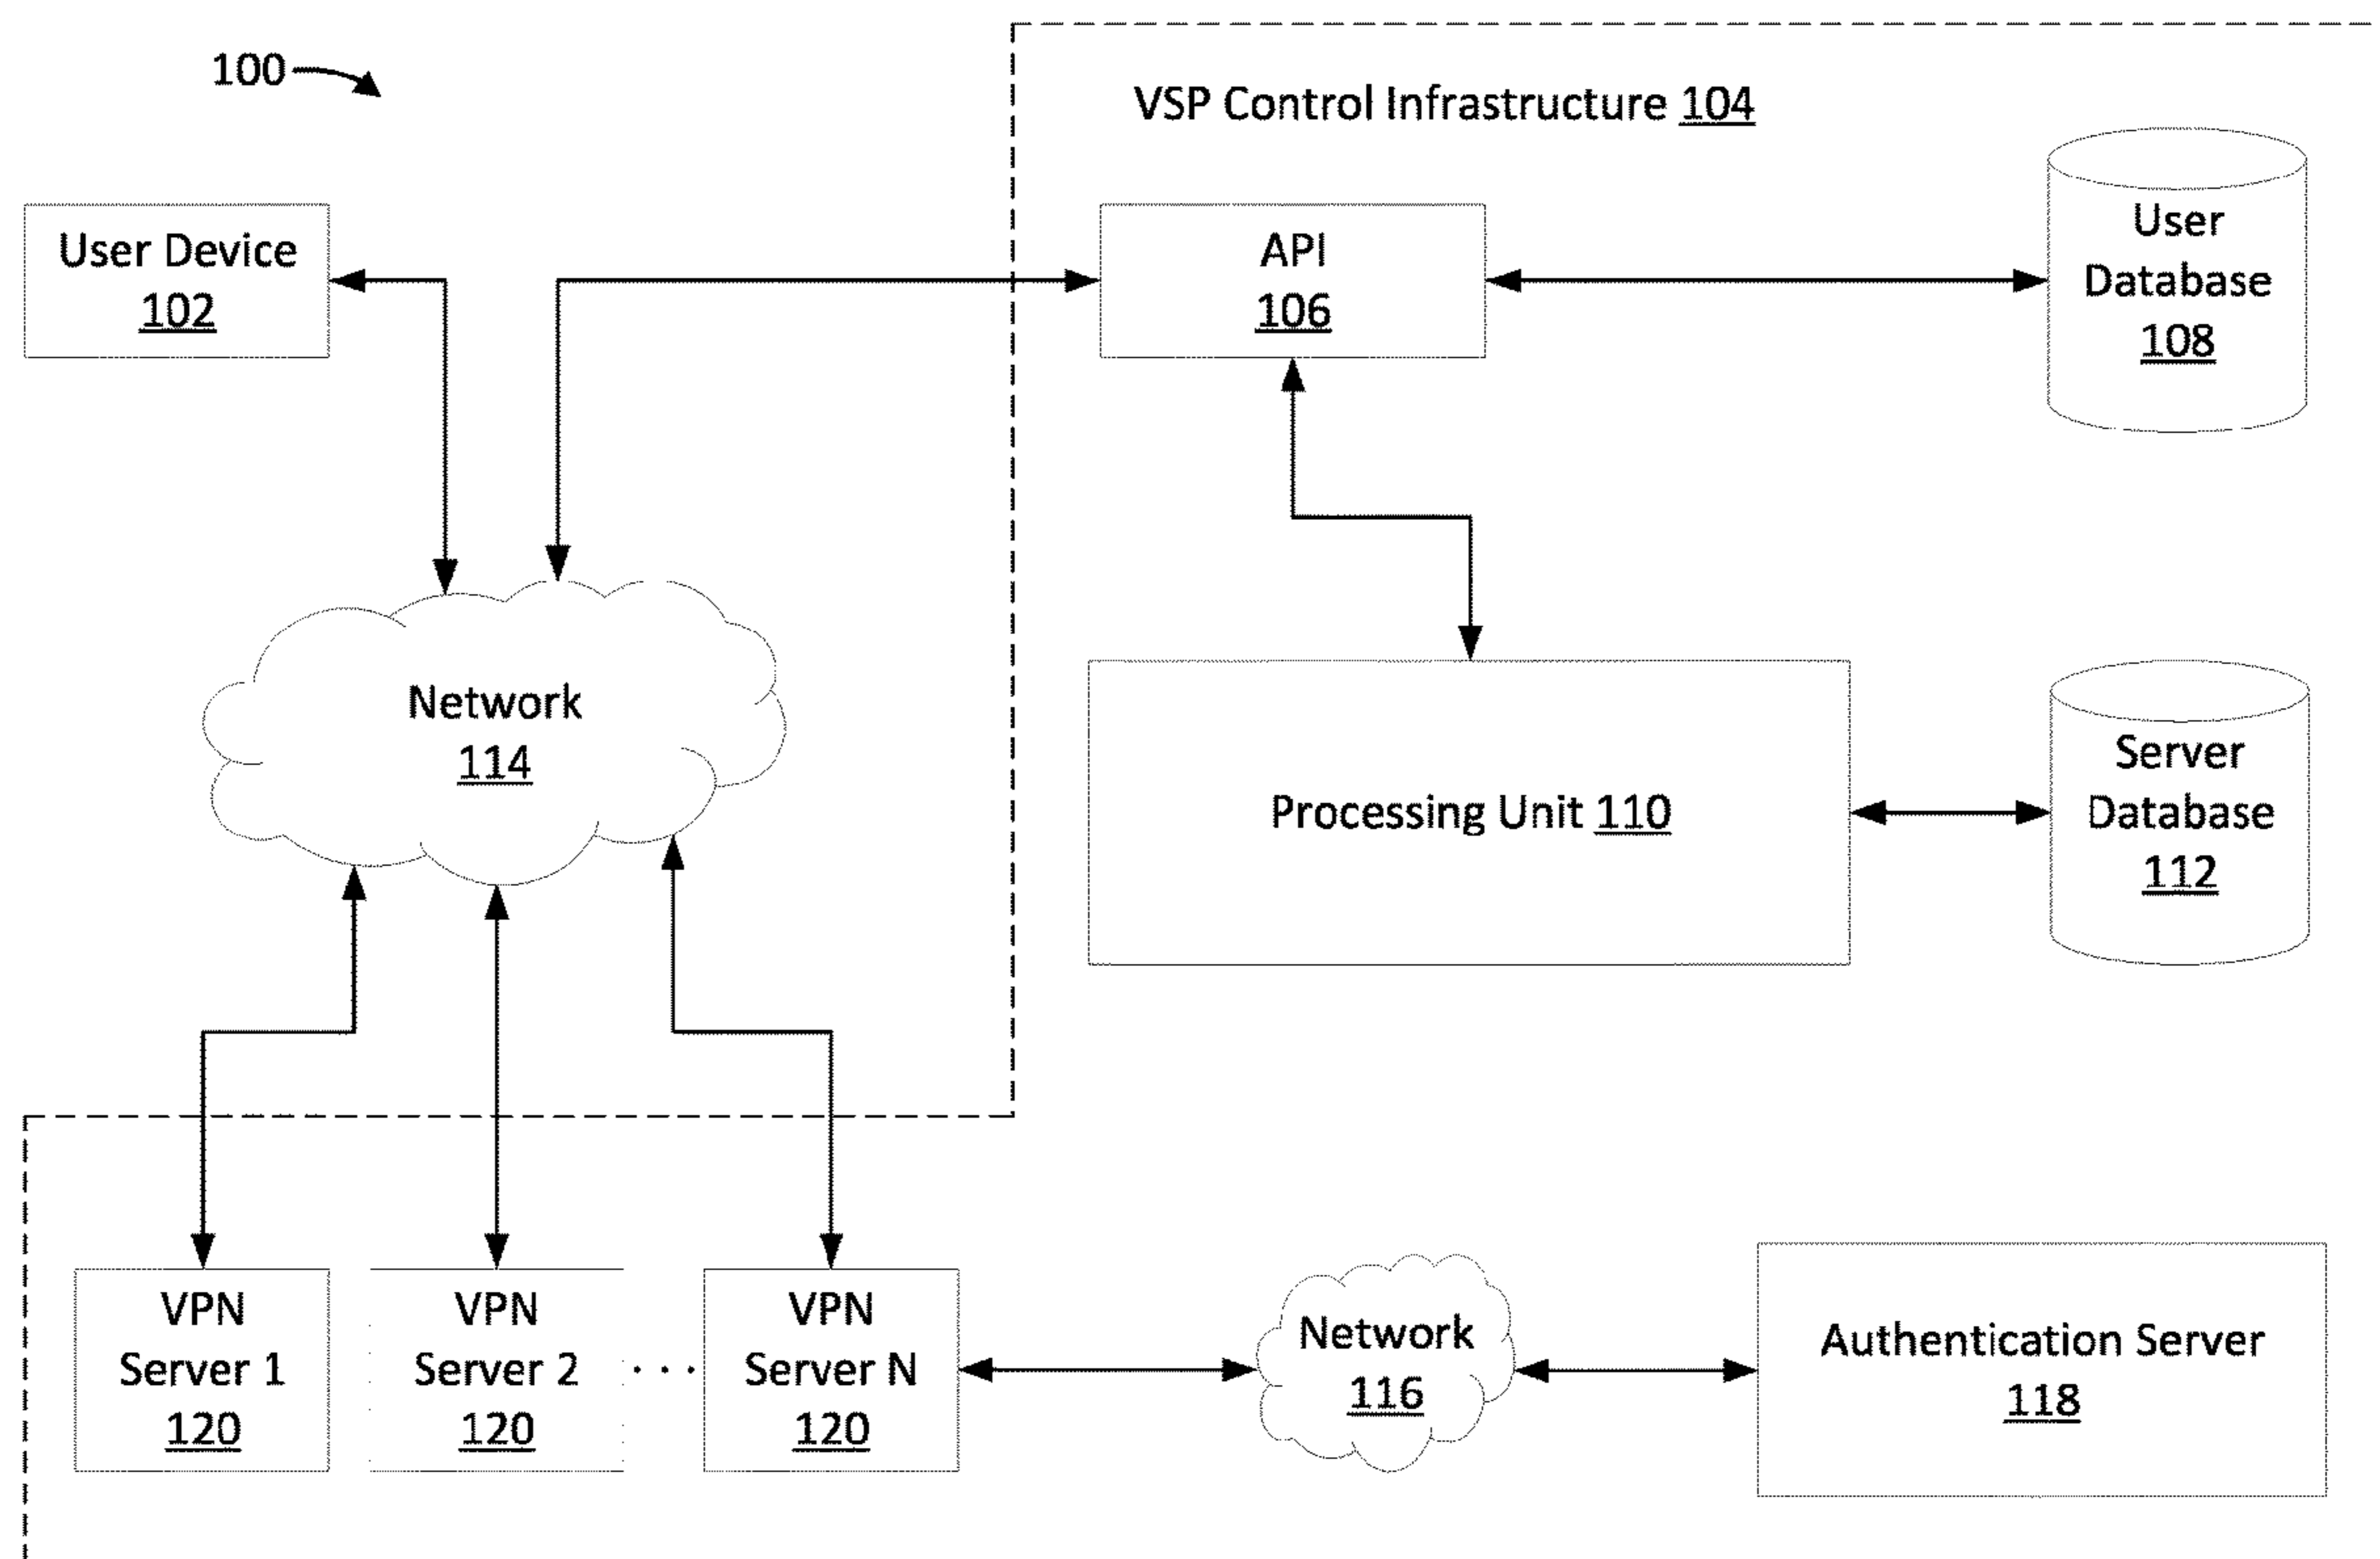 100
VSP Control Infrastructure 104
User Device
102
API
106
User
Database
108
Network
114
Processing Unit 110
Server
Database
112
VPN
Server 1
120
VPN
Server 2
120
. . .
VPN
Server N
120
Network
116
Authentication Server
118